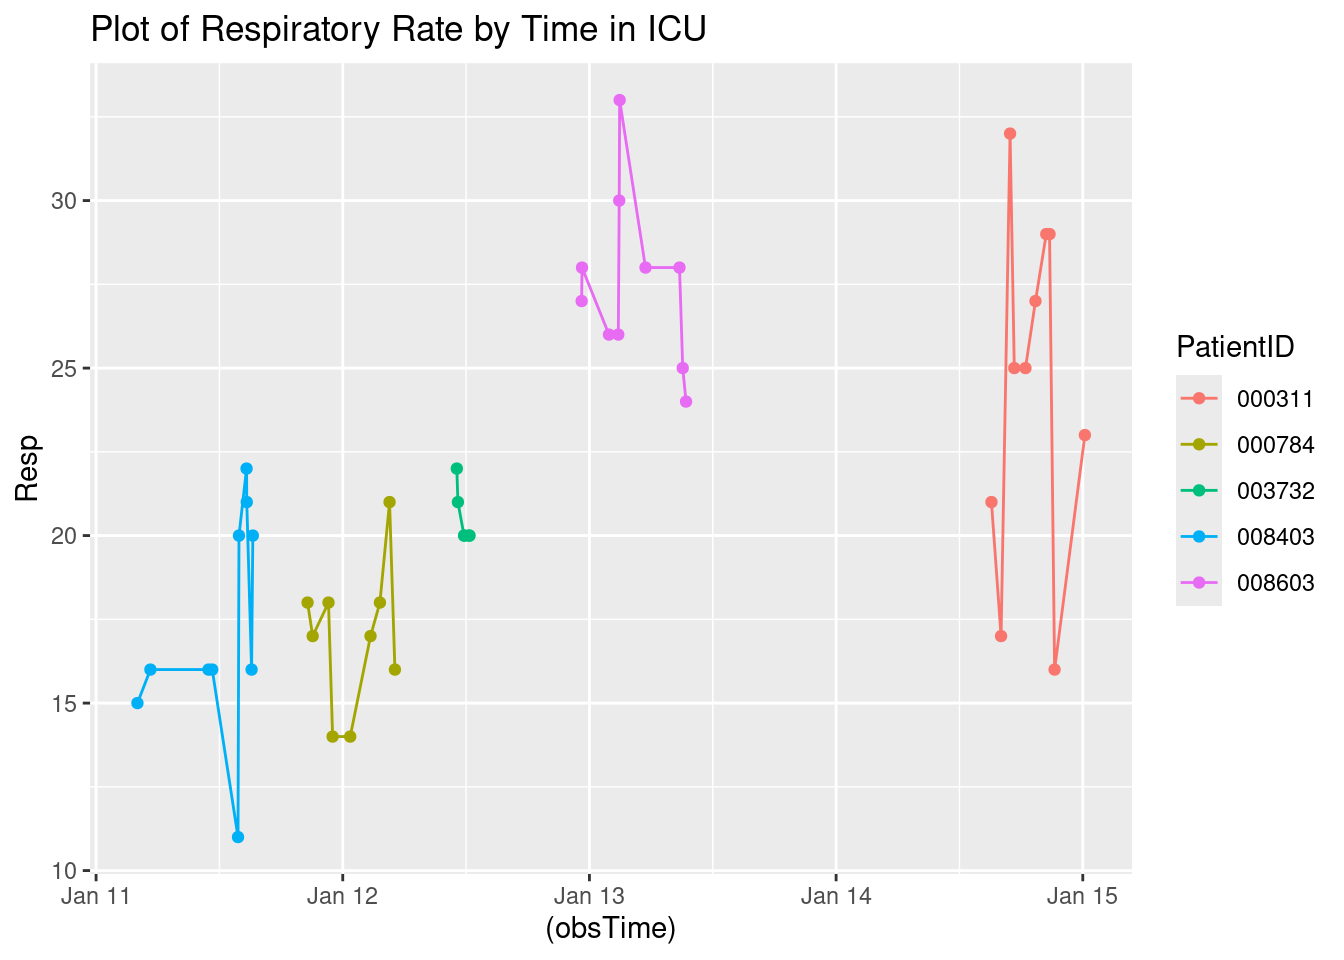 Plot of Respiratory Rate by Time in ICU
30
25
20
15
10
Resp
Jan 11 Jan 12 Jan 13 Jan 14 Jan 15
(obsTime)
PatientID
000311
000784
003732
008403
008603